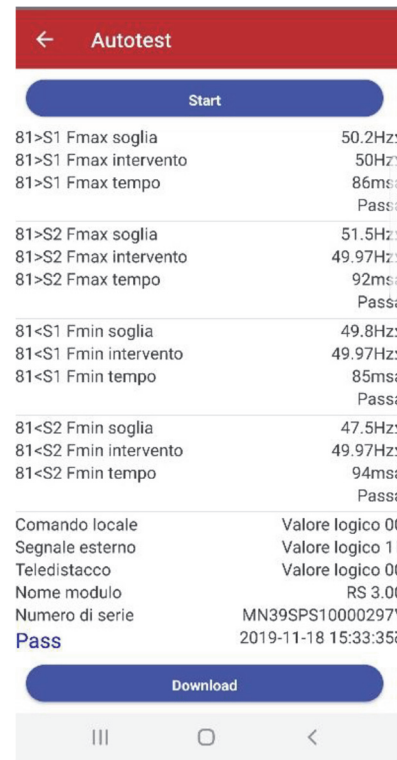 Autotest
Start
81>S1 Fmax soglia 50.2Hz
81>S1 Fmax intervento 50Hz
81>S1 Fmax tempo 86ms
Pass
81>S2 Fmax soglia 51.5Hz
81>S2 Fmax intervento 49.97Hz
81>S2 Fmax tempo 92ms
Pass
81<S1 Fmin soglia 49.8Hz
81<S1 Fmin intervento 49.97Hz
81<S1 Fmin tempo 85ms
Pass
81<S2 Fmin soglia 47.5Hz
81<S2 Fmin intervento 49.97Hz
81<S2 Fmin tempo 94ms
Pass
Comando locale Valore logico 0
Segnale esterno Valore logico 1
Teledistacco Valore logico 0
Nome modulo RS 3.0
Numero di serie MN39SPS10000297
Pass 2019-11-18 15:33:35
Download